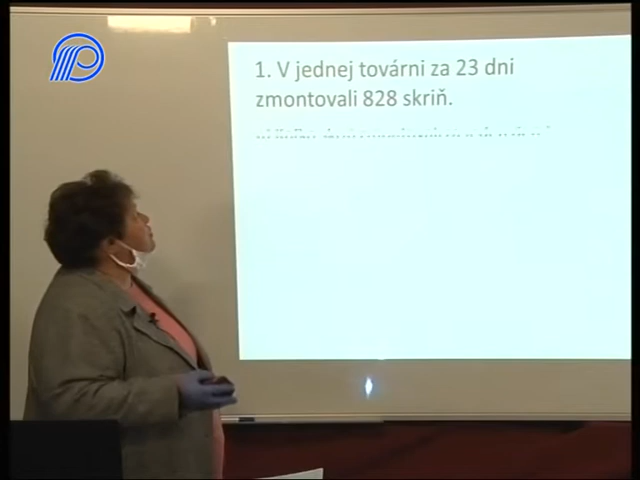 1. V jednej továrni za 23 dni
zmontovali 828 skriň.